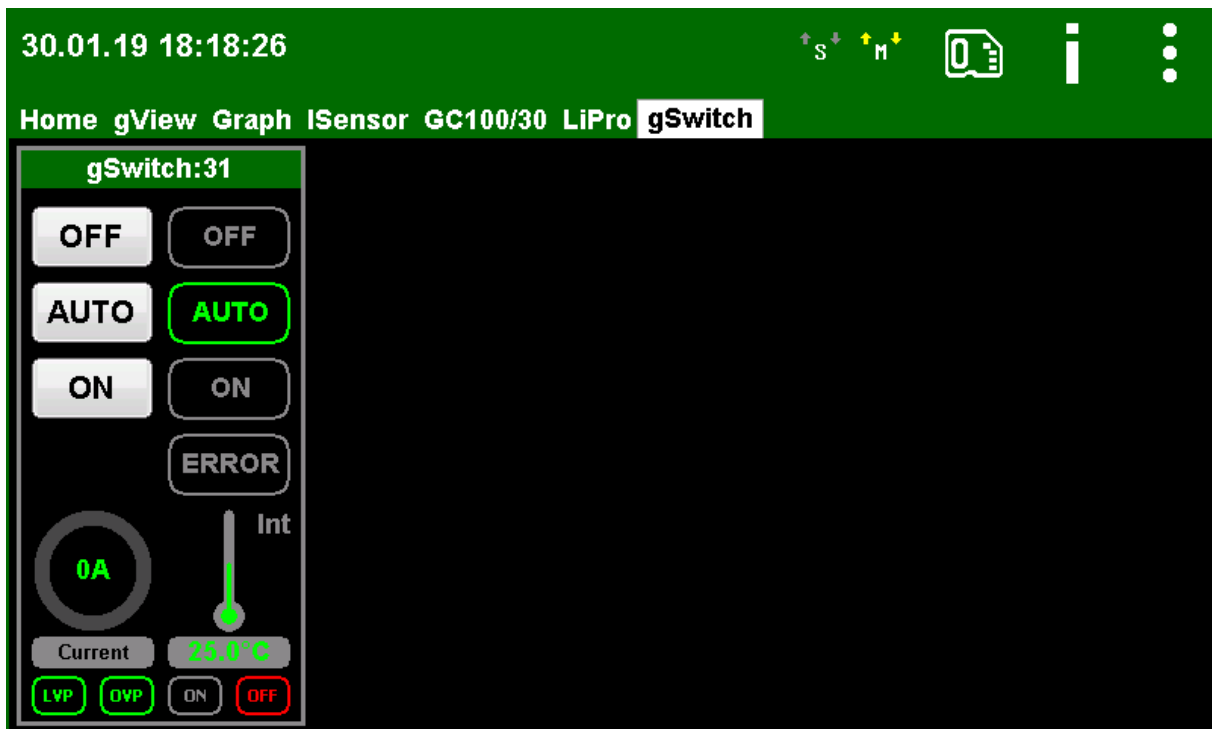 30.01.19 18:18:26 S M 0
Home gView Graph ISensor GC100/30 LiPro gSwitch
gSwitch:31
OFF OFF
AUTO AUTO
ON ON
ERROR
Int
0A
Current 25.0°C
LVP OVP ON OFF